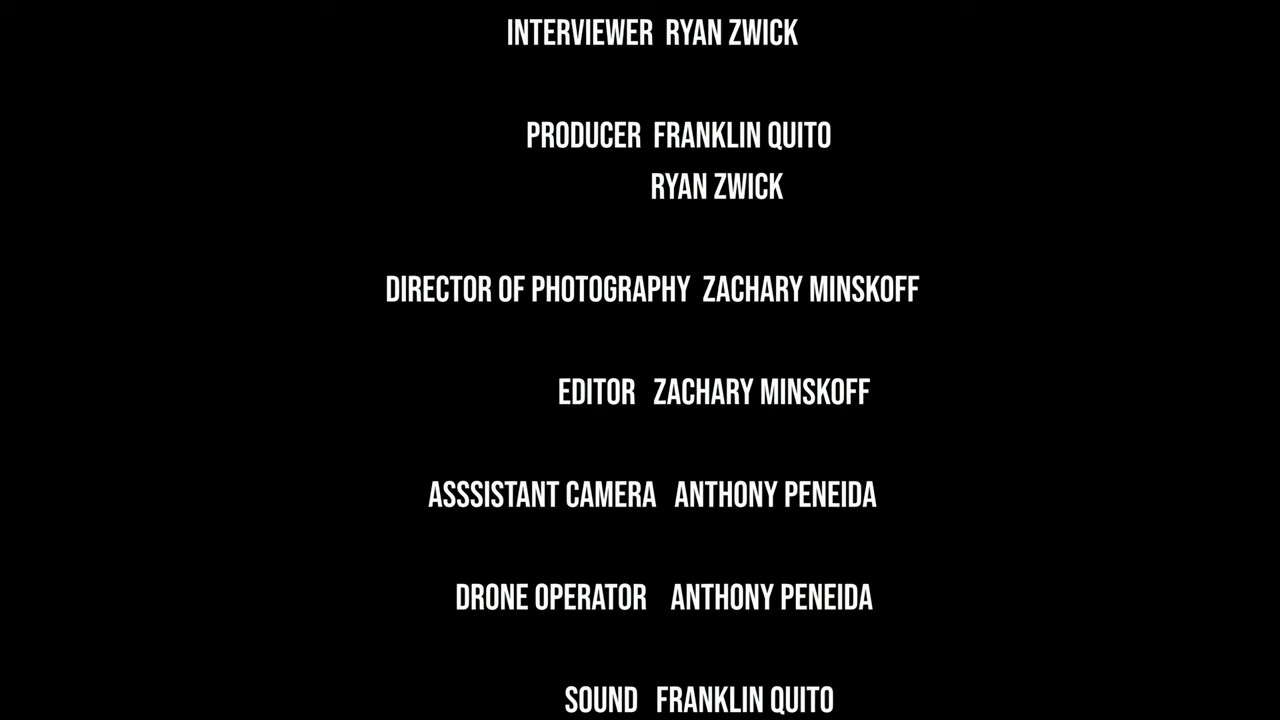 INTERVIEWER RYAN ZWICK
PRODUCER FRANKLIN QUITO
RYAN ZWICK
DIRECTOR OF PHOTOGRAPHY ZACHARY MINSKOFF
EDITOR ZACHARY MINSKOFF
ASSSISTANT CAMERA ANTHONY PENEIDA
DRONE OPERATOR ANTHONY PENEIDA
SOUND FRANKLIN QUITO